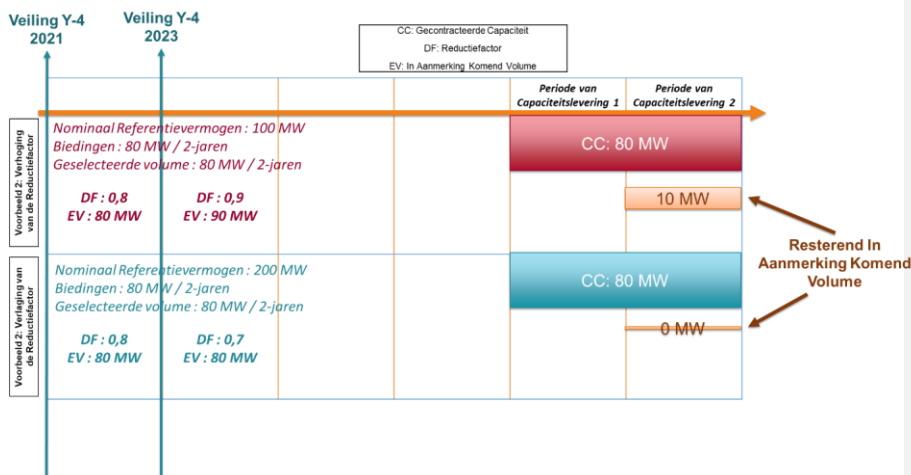 Veiling Y-4
2021
Veiling Y-4
2023
CC: Gecontracteerde Capaciteit
DF: Reductiefactor
EV: In Aanmerking Komend Volume
Periode van
Capaciteitslevering 1
Periode van
Capaciteitslevering 2
Voorbeeld 2: Verhoging
van de Reductiefactor
Nominaal Referentievermogen : 100 MW
Biedingen : 80 MW / 2-jaren
Geselecteerde volume : 80 MW / 2-jaren
DF : 0,8
EV : 80 MW
DF : 0,9
EV : 90 MW
CC: 80 MW
10 MW
Resterend In
Aanmerking Komend
Volume
Voorbeeld 2: Verlaging van
de Reductiefactor
Nominaal Referentievermogen : 200 MW
Biedingen : 80 MW / 2-jaren
Geselecteerde volume : 80 MW / 2-jaren
DF : 0,8
EV : 80 MW
DF : 0,7
EV : 80 MW
CC: 80 MW
0 MW